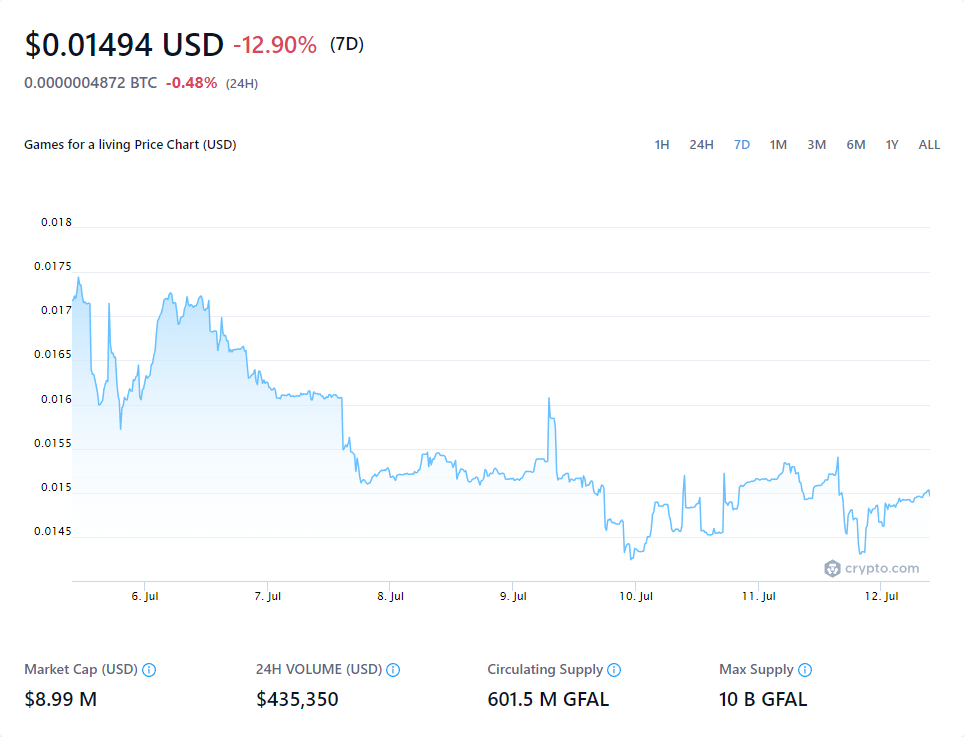 $0.01494 USD -12.90% (7D)
0.0000004872 BTC -0.48% (24H)
Games for a living Price Chart (USD)
1H 24H 7D 1M 3M 6M 1Y ALL
0.018
0.0175
0.017
0.0165
0.016
0.0155
0.015
0.0145
crypto.com
6. Jul 7. Jul 8. Jul 9. Jul 10. Jul 11. Jul 12. Jul
Market Cap (USD) 24H VOLUME (USD) Circulating Supply Max Supply
$8.99 M $435,350 601.5 M GFAL 10 B GFAL